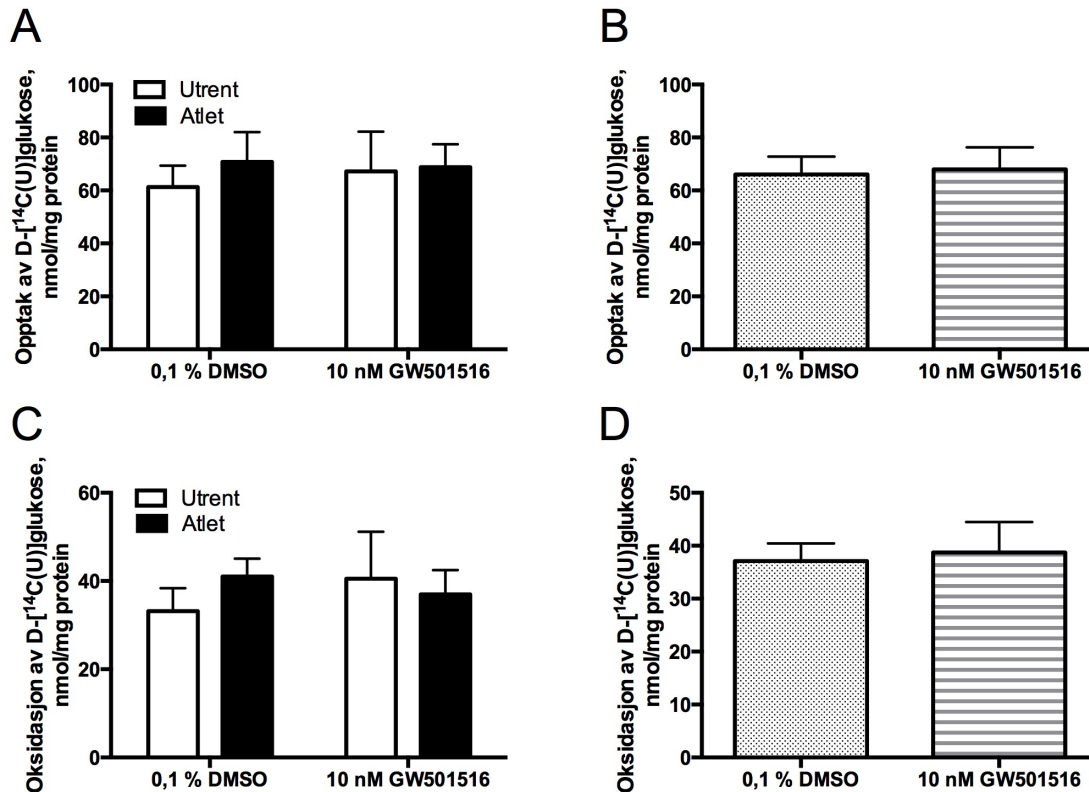 A
Opptak av D-[¹⁴C(U)]glukose,
nmol/mg protein
100
80
60
40
20
0
Utrent
Atlet
0,1 % DMSO
10 nM GW501516
B
Opptak av D-[¹⁴C(U)]glukose,
nmol/mg protein
100
80
60
40
20
0
0,1 % DMSO
10 nM GW501516
C
Oksidasjon av D-[¹⁴C(U)]glukose,
nmol/mg protein
60
40
20
0
Utrent
Atlet
0,1 % DMSO
10 nM GW501516
D
Oksidasjon av D-[¹⁴C(U)]glukose,
nmol/mg protein
50
40
30
20
10
0
0,1 % DMSO
10 nM GW501516